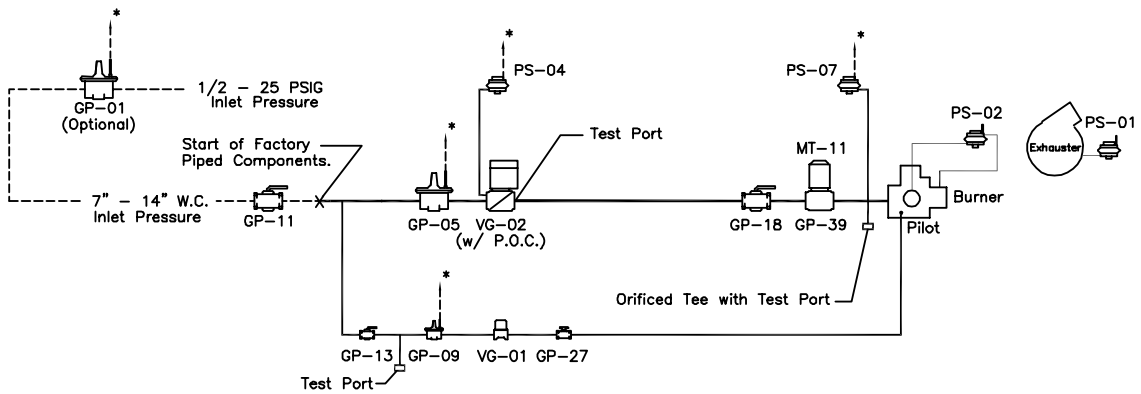 *
*
*
*
*
PS-04
PS-07
1/2 - 25 PSIG
Inlet Pressure
GP-01
(Optional)
PS-02
PS-01
Exhauster
Start of Factory
Piped Components.
Test Port
MT-11
7" - 14" W.C.
Inlet Pressure
GP-11
GP-05
VG-02
(w/ P.O.C.)
GP-18
GP-39
Burner
Pilot
Orificed Tee with Test Port
GP-13
GP-09
VG-01
GP-27
Test Port